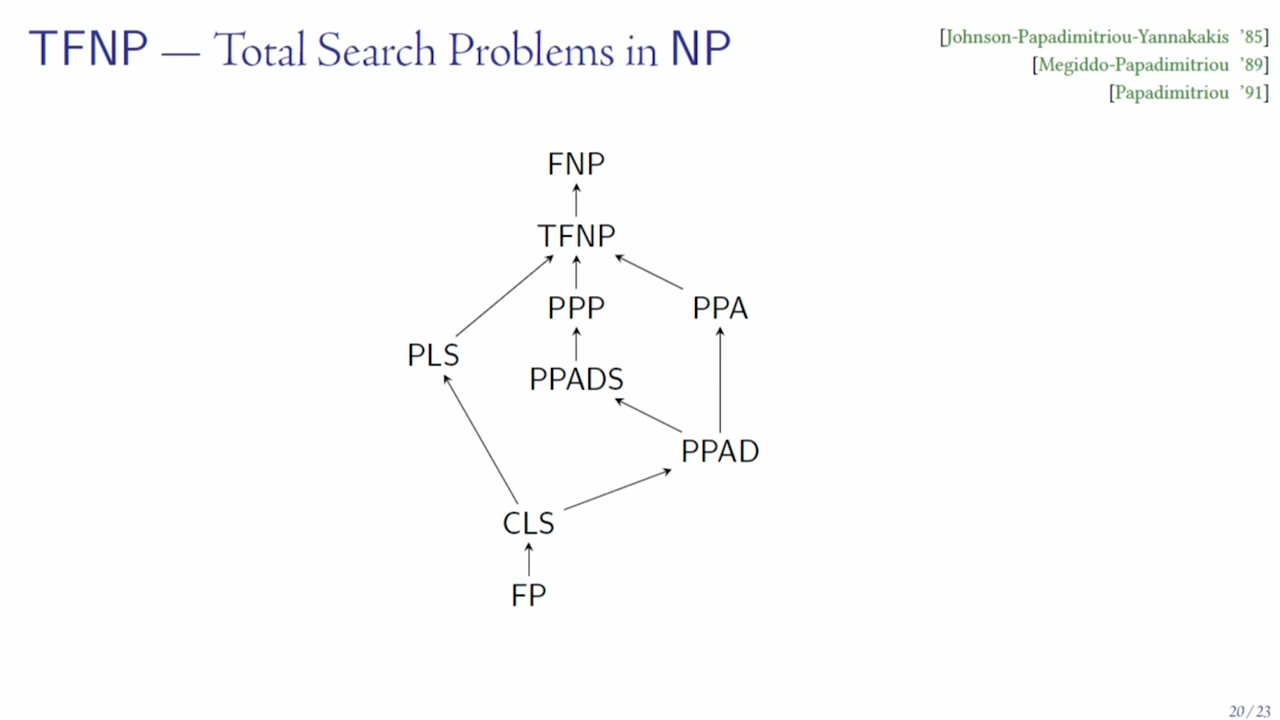 TFNP — Total Search Problems in NP
[Johnson-Papadimitriou-Yannakakis '85]
[Megiddo-Papadimitriou '89]
[Papadimitriou '91]
FNP
TFNP
PPP
PPA
PLS
PPADS
PPAD
CLS
FP
20 / 23